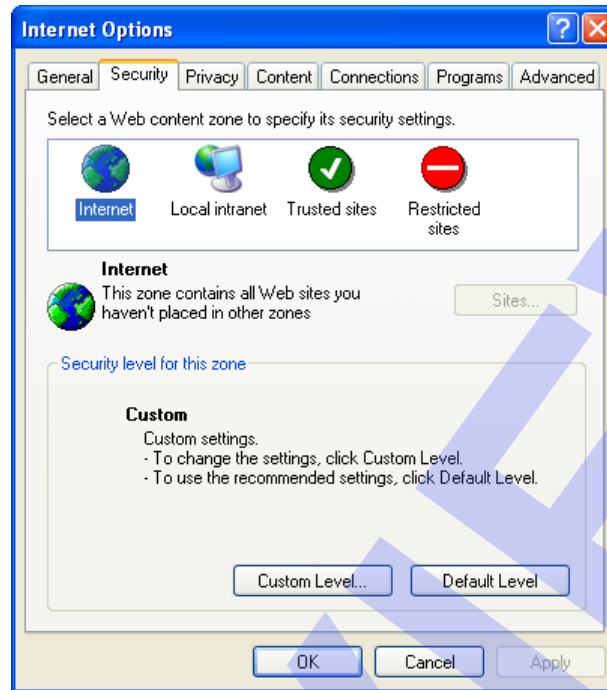 Internet Options
General Security Privacy Content Connections Programs Advanced
Select a Web content zone to specify its security settings.
Internet Local intranet Trusted sites Restricted
sites
Internet
This zone contains all Web sites you
haven't placed in other zones
Sites...
Security level for this zone
Custom
Custom settings.
- To change the settings, click Custom Level.
- To use the recommended settings, click Default Level.
Custom Level... Default Level
OK Cancel Apply